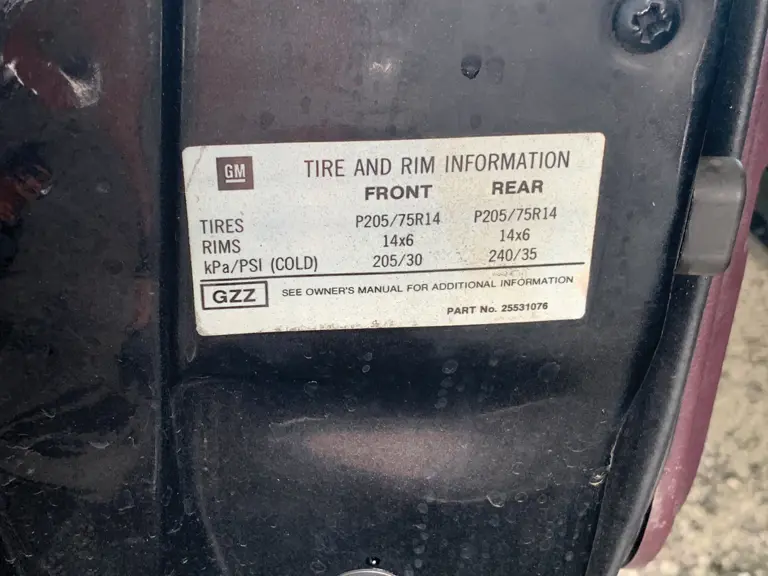 GM TIRE AND RIM INFORMATION
FRONT REAR
TIRES P205/75R14 P205/75R14
RIMS 14x6 14x6
kPa/PSI (COLD) 205/30 240/35
GZZ SEE OWNER'S MANUAL FOR ADDITIONAL INFORMATION
PART No. 25531076